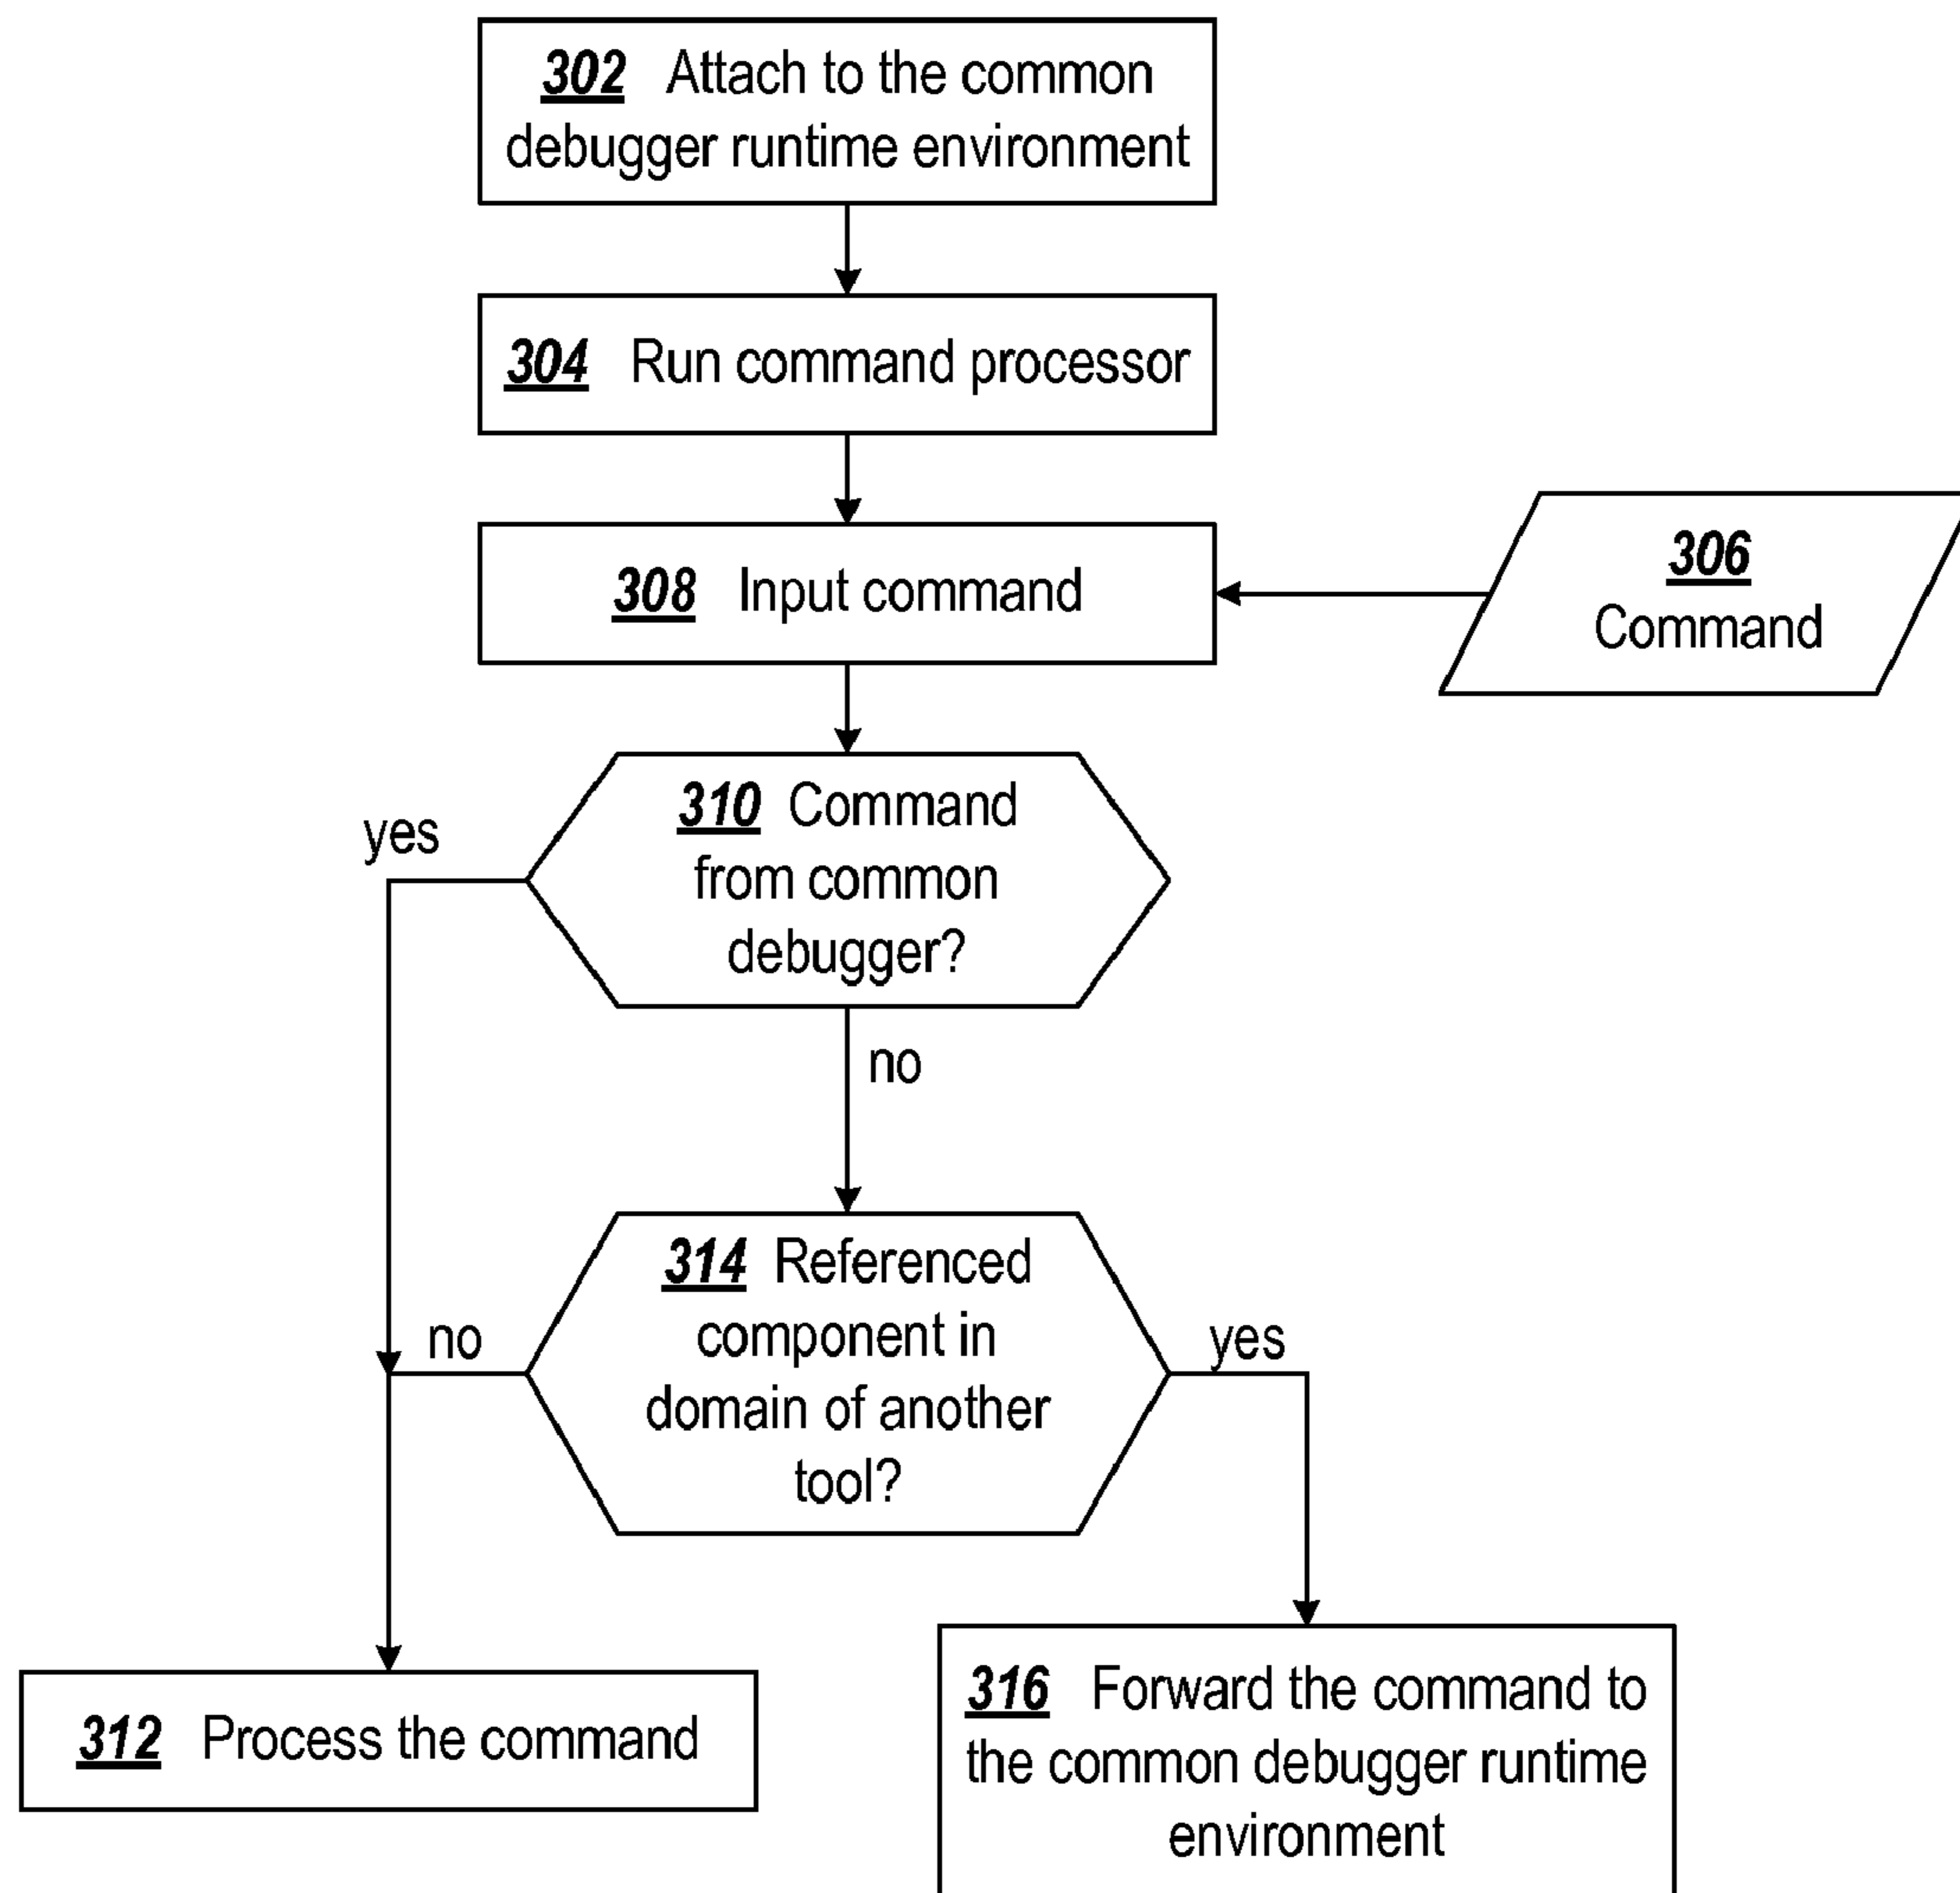 302 Attach to the common
debugger runtime environment
304 Run command processor
308 Input command
306
Command
310 Command
from common
debugger?
yes
no
314 Referenced
component in
domain of another
tool?
no
yes
312 Process the command
316 Forward the command to
the common debugger runtime
environment